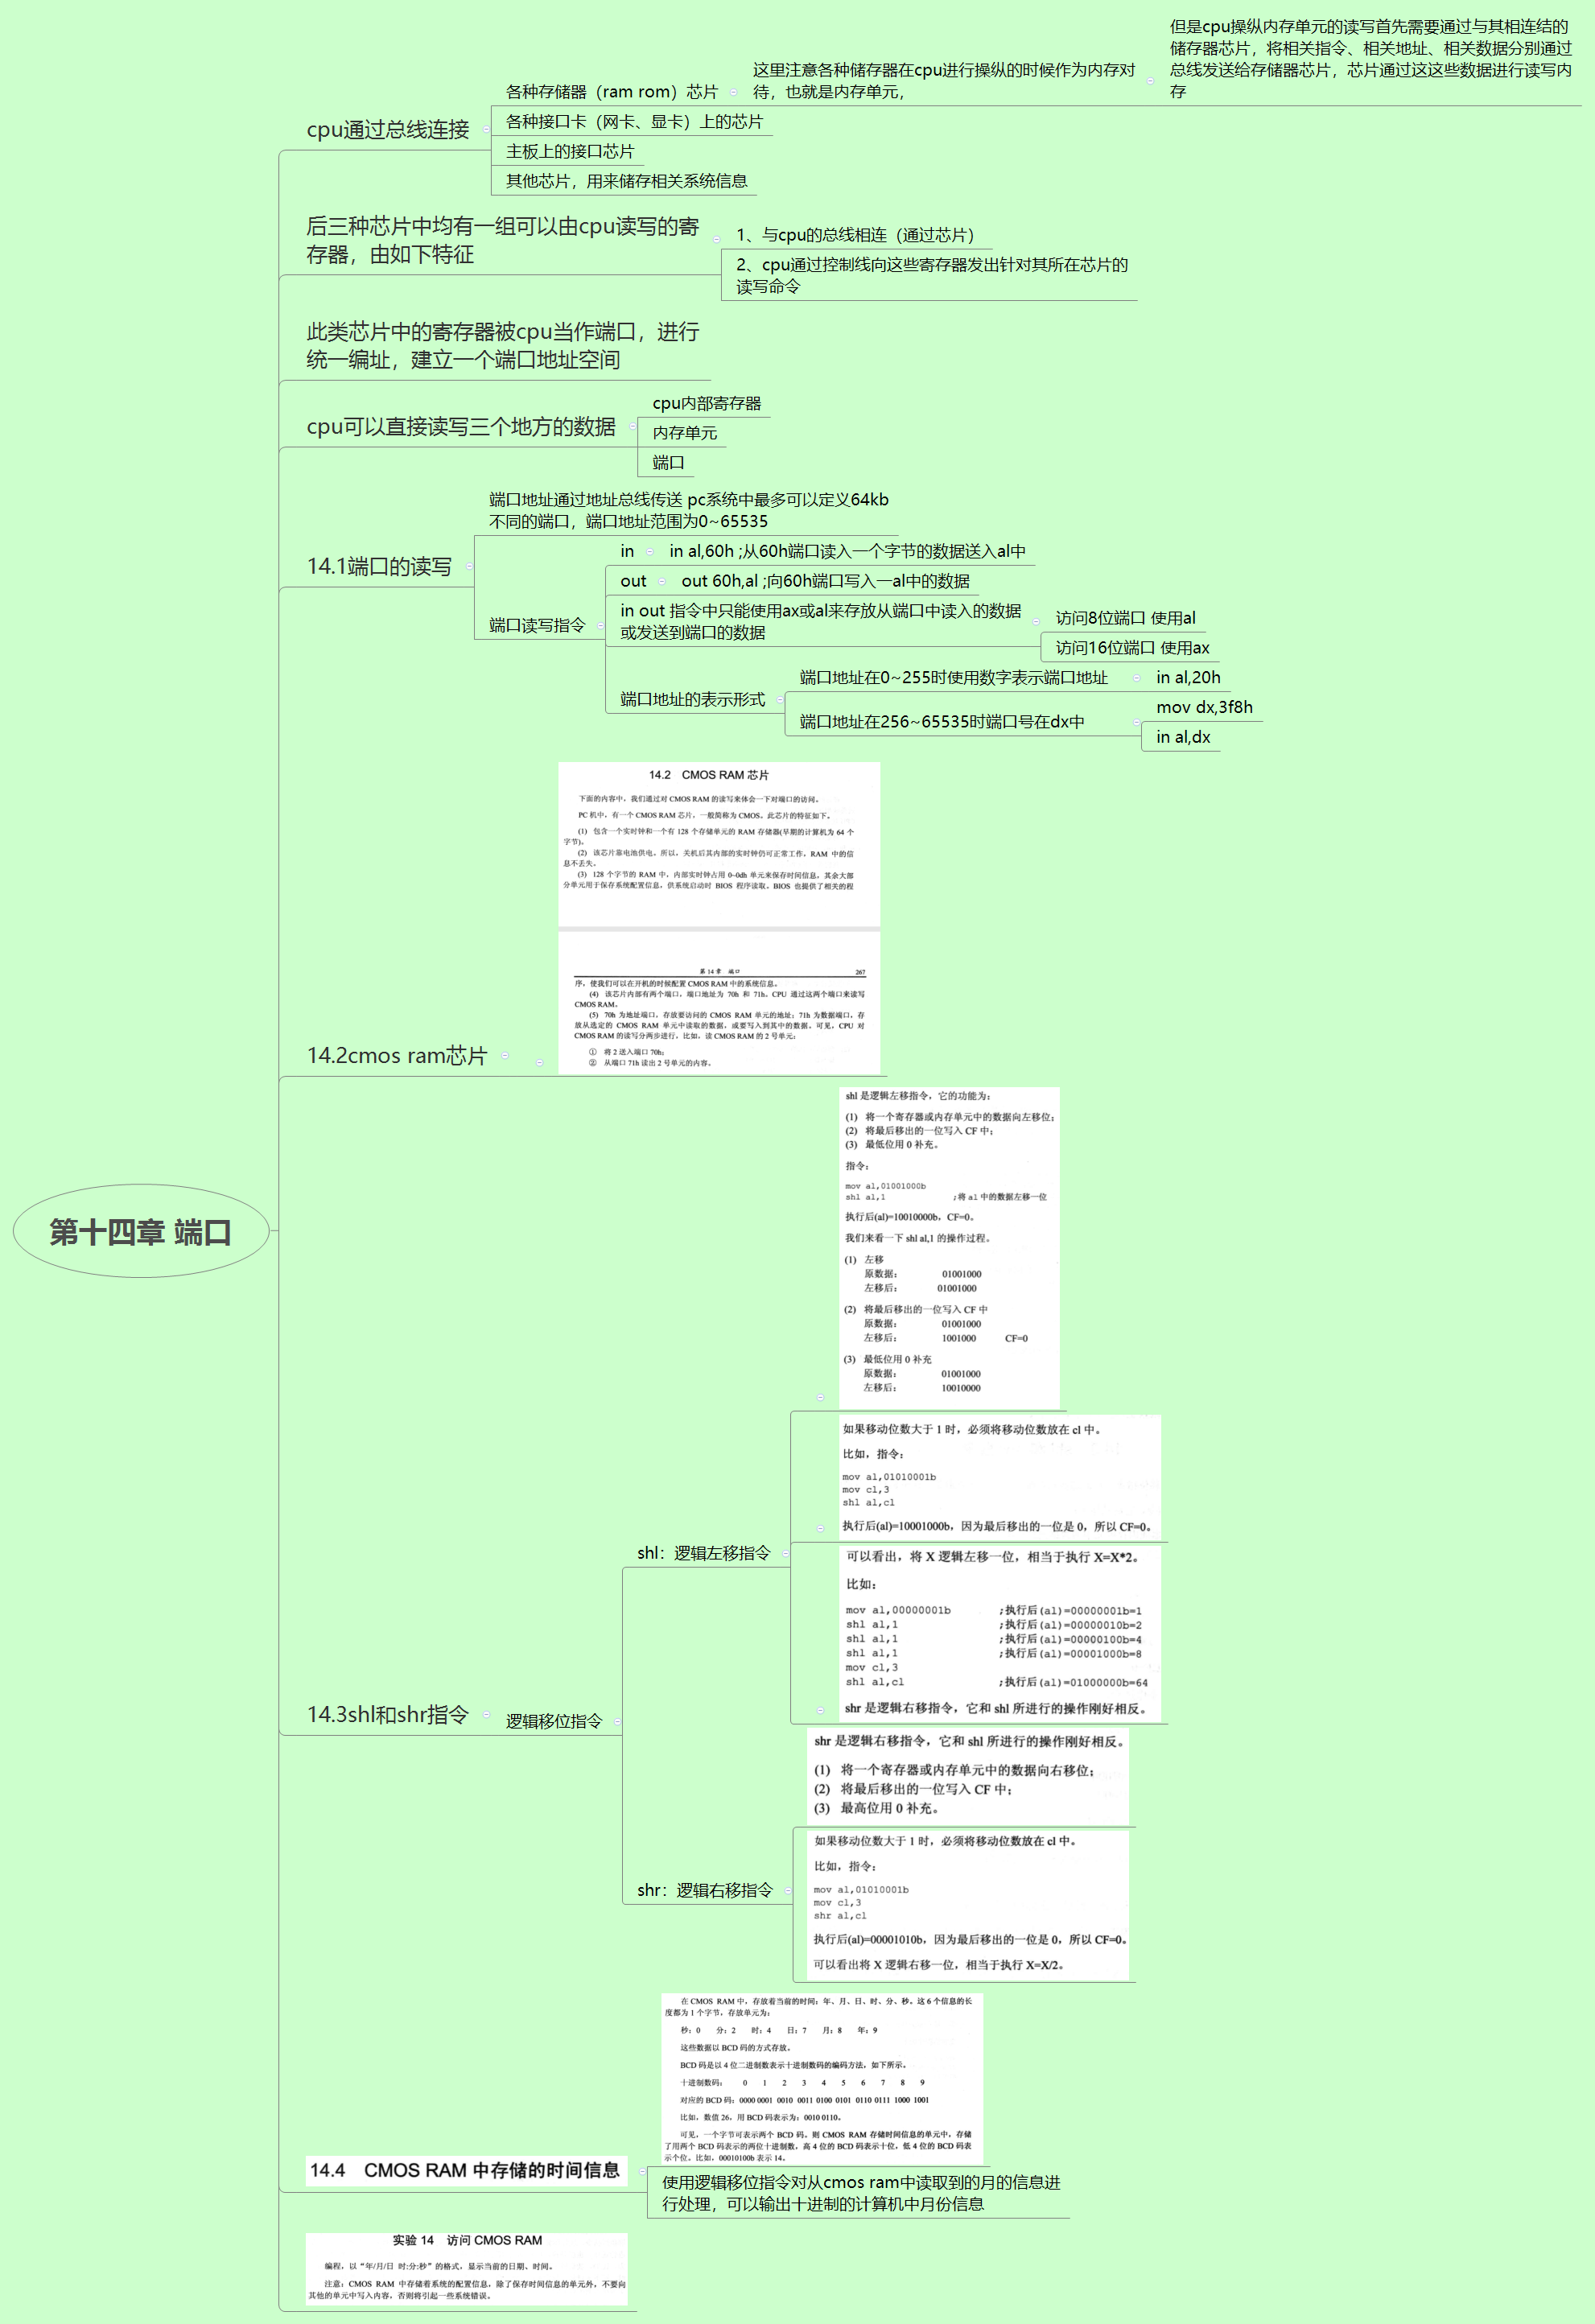 第十四章 端口
cpu通过总线连接
各种存储器（ram rom）芯片
这里注意各种储存器在cpu进行操纵的时候作为内存对
待，也就是内存单元，
但是cpu操纵内存单元的读写首先需要通过与其相连结的
储存器芯片，将相关指令、相关地址、相关数据分别通过
总线发送给存储器芯片，芯片通过这这些数据进行读写内
存
各种接口卡（网卡、显卡）上的芯片
主板上的接口芯片
其他芯片，用来储存相关系统信息
后三种芯片中均有一组可以由cpu读写的寄
存器，由如下特征
1、与cpu的总线相连（通过芯片）
2、cpu通过控制线向这些寄存器发出针对其所在芯片的
读写命令
此类芯片中的寄存器被cpu当作端口，进行
统一编址，建立一个端口地址空间
cpu可以直接读写三个地方的数据
cpu内部寄存器
内存单元
端口
14.1端口的读写
端口地址通过地址总线传送 pc系统中最多可以定义64kb
不同的端口，端口地址范围为0~65535
端口读写指令
in
in al,60h ;从60h端口读入一个字节的数据送入al中
out
out 60h,al ;向60h端口写入一al中的数据
in out 指令中只能使用ax或al来存放从端口中读入的数据
或发送到端口的数据
访问8位端口 使用al
访问16位端口 使用ax
端口地址的表示形式
端口地址在0~255时使用数字表示端口地址
in al,20h
端口地址在256~65535时端口号在dx中
mov dx,3f8h
in al,dx
14.2cmos ram芯片
14.2 CMOS RAM 芯片
下面的内容中，我们通过对 CMOS RAM 的读写来体会一下对端口的访问。
PC 机中，有一个 CMOS RAM 芯片，一般简称为 CMOS。此芯片的特征如下。
(1) 包含一个实时钟和一个有 128 个存储单元的 RAM 存储器(早期的计算机为 64 个
字节)。
(2) 该芯片靠电池供电。所以，关机后其内部的实时钟仍可正常工作，RAM 中的信
息不丢失。
(3) 128 个字节的 RAM 中，内部实时钟占用 0~0dh 单元来保存时间信息，其余大部
分单元用于保存系统配置信息，供系统启动时 BIOS 程序读取。BIOS 也提供了相关的程
第 14 章 端口 267
序，使我们可以在开机的时候配置 CMOS RAM 中的系统信息。
(4) 该芯片内部有两个端口，端口地址为 70h 和 71h。CPU 通过这两个端口来读写
CMOS RAM。
(5) 70h 为地址端口，存放要访问的 CMOS RAM 单元的地址；71h 为数据端口，存
放从选定的 CMOS RAM 单元中读取的数据，或要写入到其中的数据。可见，CPU 对
CMOS RAM 的读写分两步进行，比如，读 CMOS RAM 的 2 号单元：
① 将 2 送入端口 70h；
② 从端口 71h 读出 2 号单元的内容。
14.3shl和shr指令
逻辑移位指令
shl：逻辑左移指令
shl 是逻辑左移指令，它的功能为：
(1) 将一个寄存器或内存单元中的数据向左移位；
(2) 将最后移出的一位写入 CF 中；
(3) 最低位用 0 补充。
指令：
mov al,01001000b
shl al,1 ;将 al 中的数据左移一位
执行后(al)=10010000b，CF=0。
我们来看一下 shl al,1 的操作过程。
(1) 左移
原数据： 01001000
左移后： 01001000
(2) 将最后移出的一位写入 CF 中
原数据： 01001000
左移后： 1001000 CF=0
(3) 最低位用 0 补充
原数据： 01001000
左移后： 10010000
如果移动位数大于 1 时，必须将移动位数放在 cl 中。
比如，指令：
mov al,01010001b
mov cl,3
shl al,cl
执行后(al)=10001000b，因为最后移出的一位是 0，所以 CF=0。
可以看出，将 X 逻辑左移一位，相当于执行 X=X*2。
比如：
mov al,00000001b ;执行后(al)=00000001b=1
shl al,1 ;执行后(al)=00000010b=2
shl al,1 ;执行后(al)=00000100b=4
shl al,1 ;执行后(al)=00001000b=8
mov cl,3
shl al,cl ;执行后(al)=01000000b=64
shr 是逻辑右移指令，它和 shl 所进行的操作刚好相反。
shr：逻辑右移指令
shr 是逻辑右移指令，它和 shl 所进行的操作刚好相反。
(1) 将一个寄存器或内存单元中的数据向右移位；
(2) 将最后移出的一位写入 CF 中；
(3) 最高位用 0 补充。
如果移动位数大于 1 时，必须将移动位数放在 cl 中。
比如，指令：
mov al,01010001b
mov cl,3
shr al,cl
执行后(al)=00001010b，因为最后移出的一位是 0，所以 CF=0。
可以看出将 X 逻辑右移一位，相当于执行 X=X/2。
14.4 CMOS RAM 中存储的时间信息
在 CMOS RAM 中，存放着当前的时间：年、月、日、时、分、秒。这 6 个信息的长
度都为 1 个字节，存放单元为：
秒：0 分：2 时：4 日：7 月：8 年：9
这些数据以 BCD 码的方式存放。
BCD 码是以 4 位二进制数表示十进制数码的编码方法，如下所示。
十进制数码： 0 1 2 3 4 5 6 7 8 9
对应的 BCD 码：0000 0001 0010 0011 0100 0101 0110 0111 1000 1001
比如，数值 26，用 BCD 码表示为：0010 0110。
可见，一个字节可表示两个 BCD 码。则 CMOS RAM 存储时间信息的单元中，存储
了用两个 BCD 码表示的两位十进制数，高 4 位的 BCD 码表示十位，低 4 位的 BCD 码表
示个位。比如，00010100b 表示 14。
使用逻辑移位指令对从cmos ram中读取到的月的信息进
行处理，可以输出十进制的计算机中月份信息
实验 14 访问 CMOS RAM
编程，以“年/月/日 时:分:秒”的格式，显示当前的日期、时间。
注意：CMOS RAM 中存储着系统的配置信息，除了保存时间信息的单元外，不要向
其他的单元中写入内容，否则将引起一些系统错误。